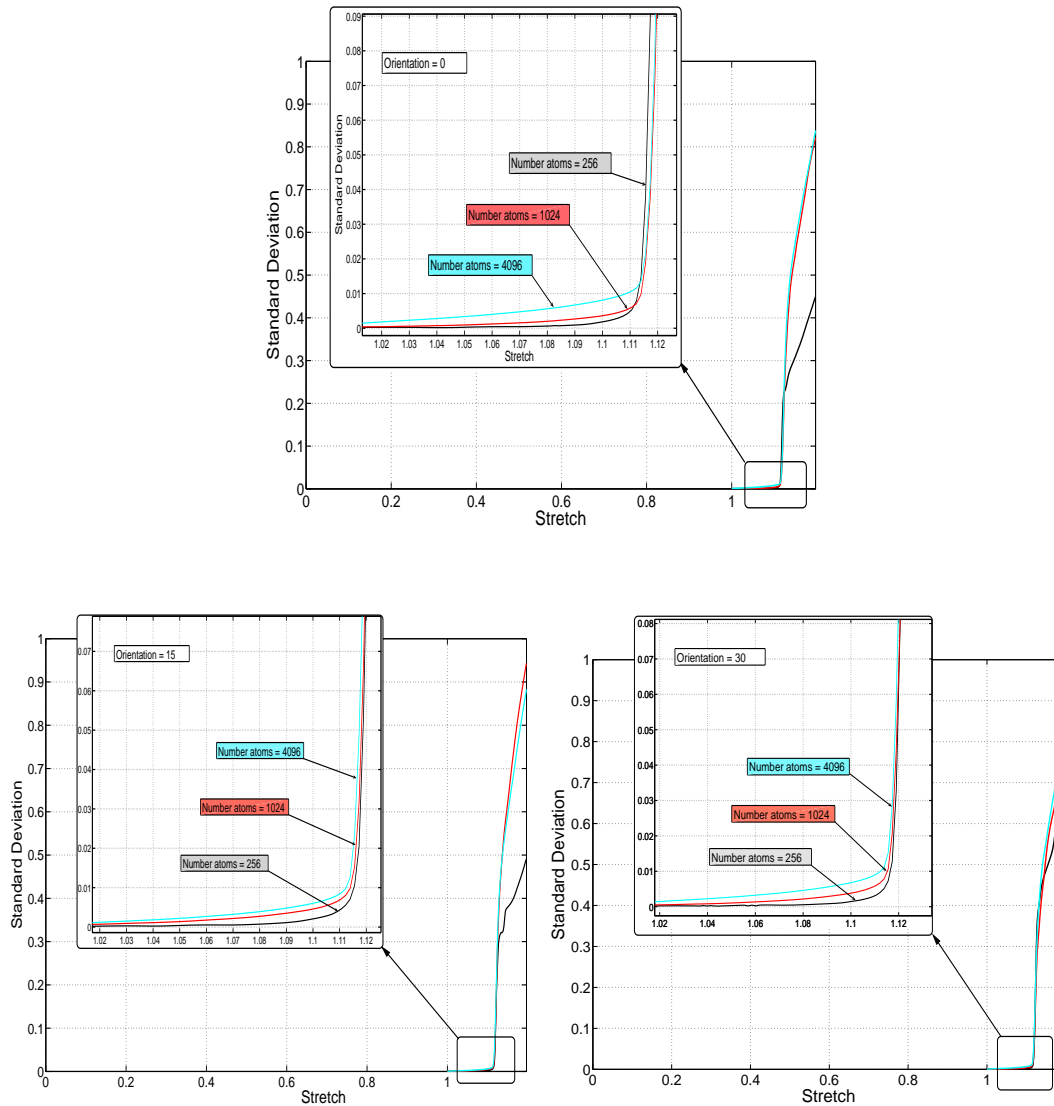 0.09
0.08
0.07
0.06
0.05
0.04
0.03
0.02
0.01
0
Standard Deviation
Orientation = 0
Number atoms = 256
Number atoms = 1024
Number atoms = 4096
1.02 1.03 1.04 1.05 1.06 1.07 1.08 1.09 1.1 1.11 1.12
Stretch
1
0.9
0.8
0.7
0.6
0.5
0.4
0.3
0.2
0.1
0
Standard Deviation
0 0.2 0.4 0.6 0.8 1
Stretch
0.07
0.06
0.05
0.04
0.03
0.02
0.01
0
Orientation = 15
Number atoms = 4096
Number atoms = 1024
Number atoms = 256
1.02 1.03 1.04 1.05 1.06 1.07 1.08 1.09 1.1 1.11 1.12
1
0.9
0.8
0.7
0.6
0.5
0.4
0.3
0.2
0.1
0
Standard Deviation
0 0.2 0.4 0.6 0.8 1
Stretch
0.08
0.07
0.06
0.05
0.04
0.03
0.02
0.01
0
Orientation = 30
Number atoms = 4096
Number atoms = 1024
Number atoms = 256
1.02 1.04 1.06 1.08 1.1 1.12
1
0.9
0.8
0.7
0.6
0.5
0.4
0.3
0.2
0.1
0
Standard Deviation
0 0.2 0.4 0.6 0.8 1
Stretch